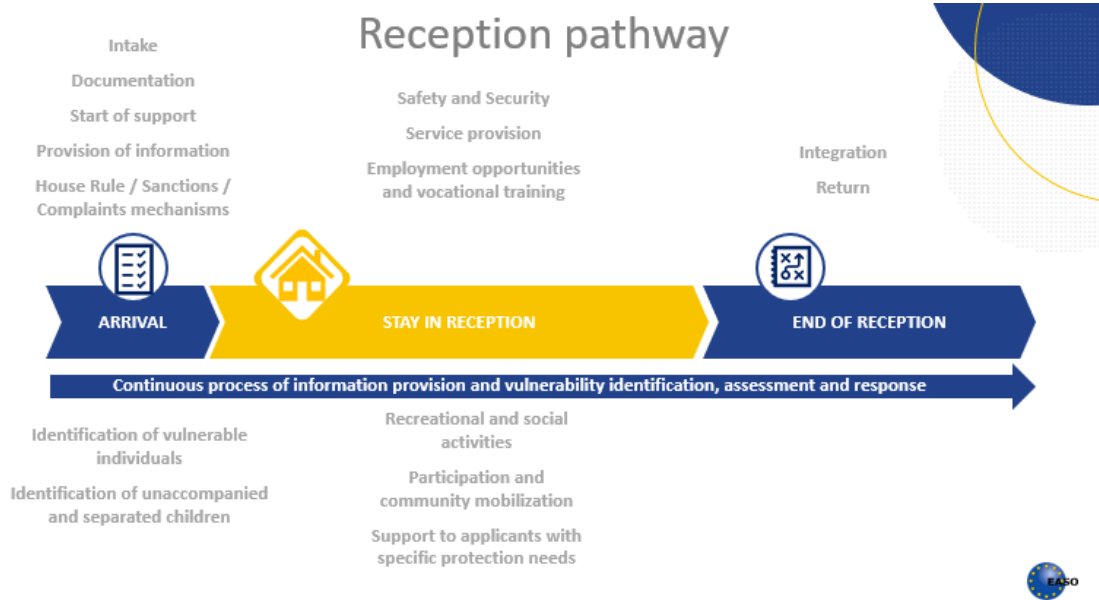 Reception pathway
Intake
Documentation
Start of support
Provision of information
House Rule / Sanctions /
Complaints mechanisms
Safety and Security
Service provision
Employment opportunities
and vocational training
Integration
Return
ARRIVAL
STAY IN RECEPTION
END OF RECEPTION
Continuous process of information provision and vulnerability identification, assessment and response
Identification of vulnerable
individuals
Identification of unaccompanied
and separated children
Recreational and social
activities
Participation and
community mobilization
Support to applicants with
specific protection needs
EASO